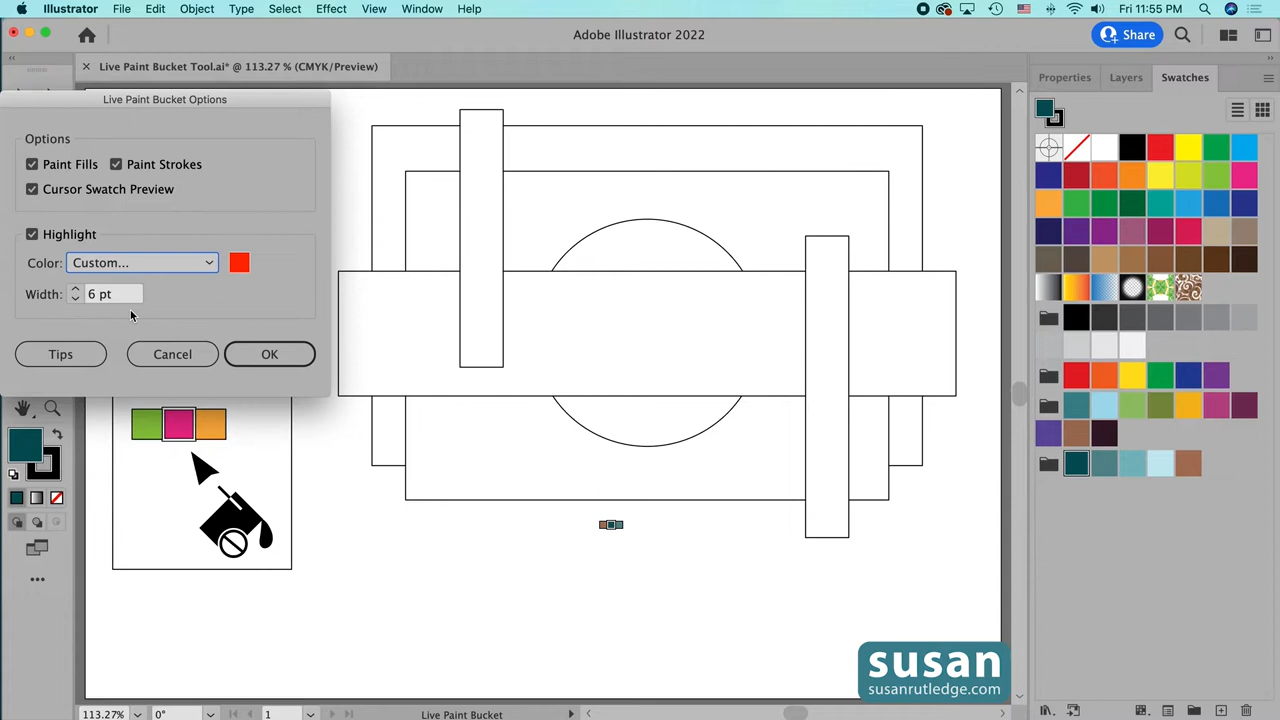 Illustrator File Edit Object Type Select Effect View Window Help
Fri 11:55 PM
Adobe Illustrator 2022
Share
Live Paint Bucket Tool.ai* @ 113.27 % (CMYK/Preview)
Properties Layers Swatches
Live Paint Bucket Options
Options
Paint Fills Paint Strokes
Cursor Swatch Preview
Highlight
Color: Custom...
Width: 6 pt
Tips Cancel OK
susan
susanrutledge.com
113.27% 0° 1 Live Paint Bucket